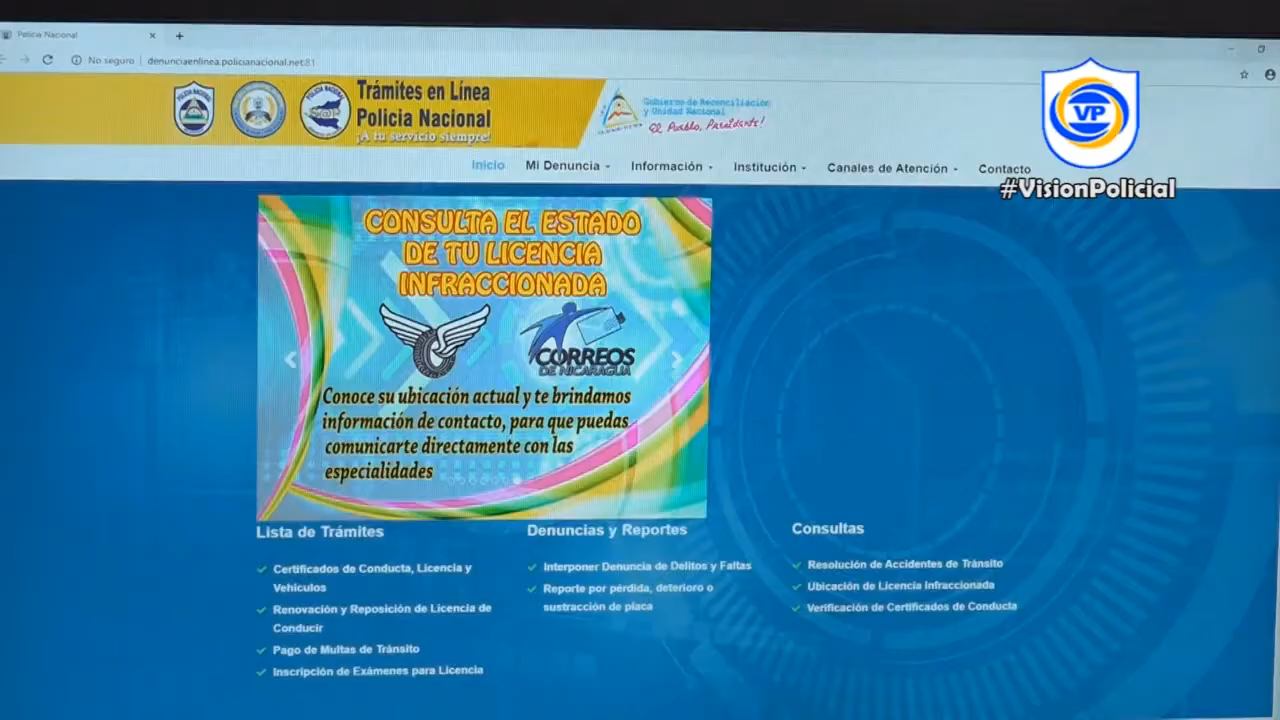 Policia Nacional
No seguro
denunciaenlinea.policianacional.net:81
Trámites en Línea
Policia Nacional
¡A tu servicio siempre!
Gobierno de Reconciliación
y Unidad Nacional
El Pueblo, Presidente!
VP
#VisionPolicial
Inicio
Mi Denuncia
Información
Institución
Canales de Atención
Contacto
CONSULTA EL ESTADO
DE TU LICENCIA
INFRACCIONADA
CORREOS
DE NICARAGUA
Conoce su ubicación actual y te brindamos
información de contacto, para que puedas
comunicarte directamente con las
especialidades
Lista de Trámites
Certificados de Conducta, Licencia y
Vehículos
Renovación y Reposición de Licencia de
Conducir
Pago de Multas de Tránsito
Inscripción de Exámenes para Licencia
Denuncias y Reportes
Interponer Denuncia de Delitos y Faltas
Reporte por pérdida, deterioro o
sustracción de placa
Consultas
Resolución de Accidentes de Tránsito
Ubicación de Licencia Infraccionada
Verificación de Certificados de Conducta